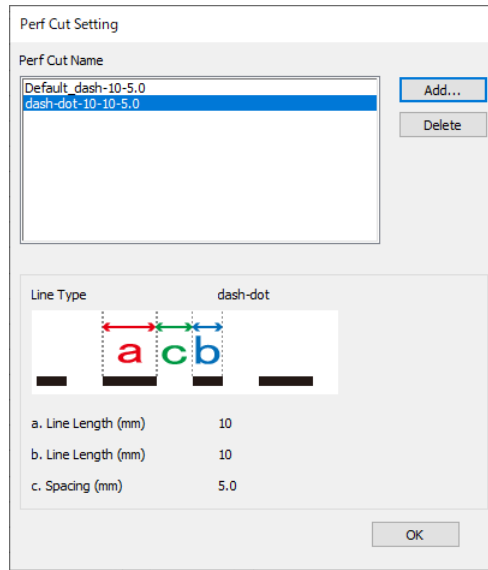 Perf Cut Setting
Perf Cut Name
Default_dash-10-5.0
dash-dot-10-10-5.0
Add...
Delete
Line Type dash-dot
a c b
a. Line Length (mm) 10
b. Line Length (mm) 10
c. Spacing (mm) 5.0
OK